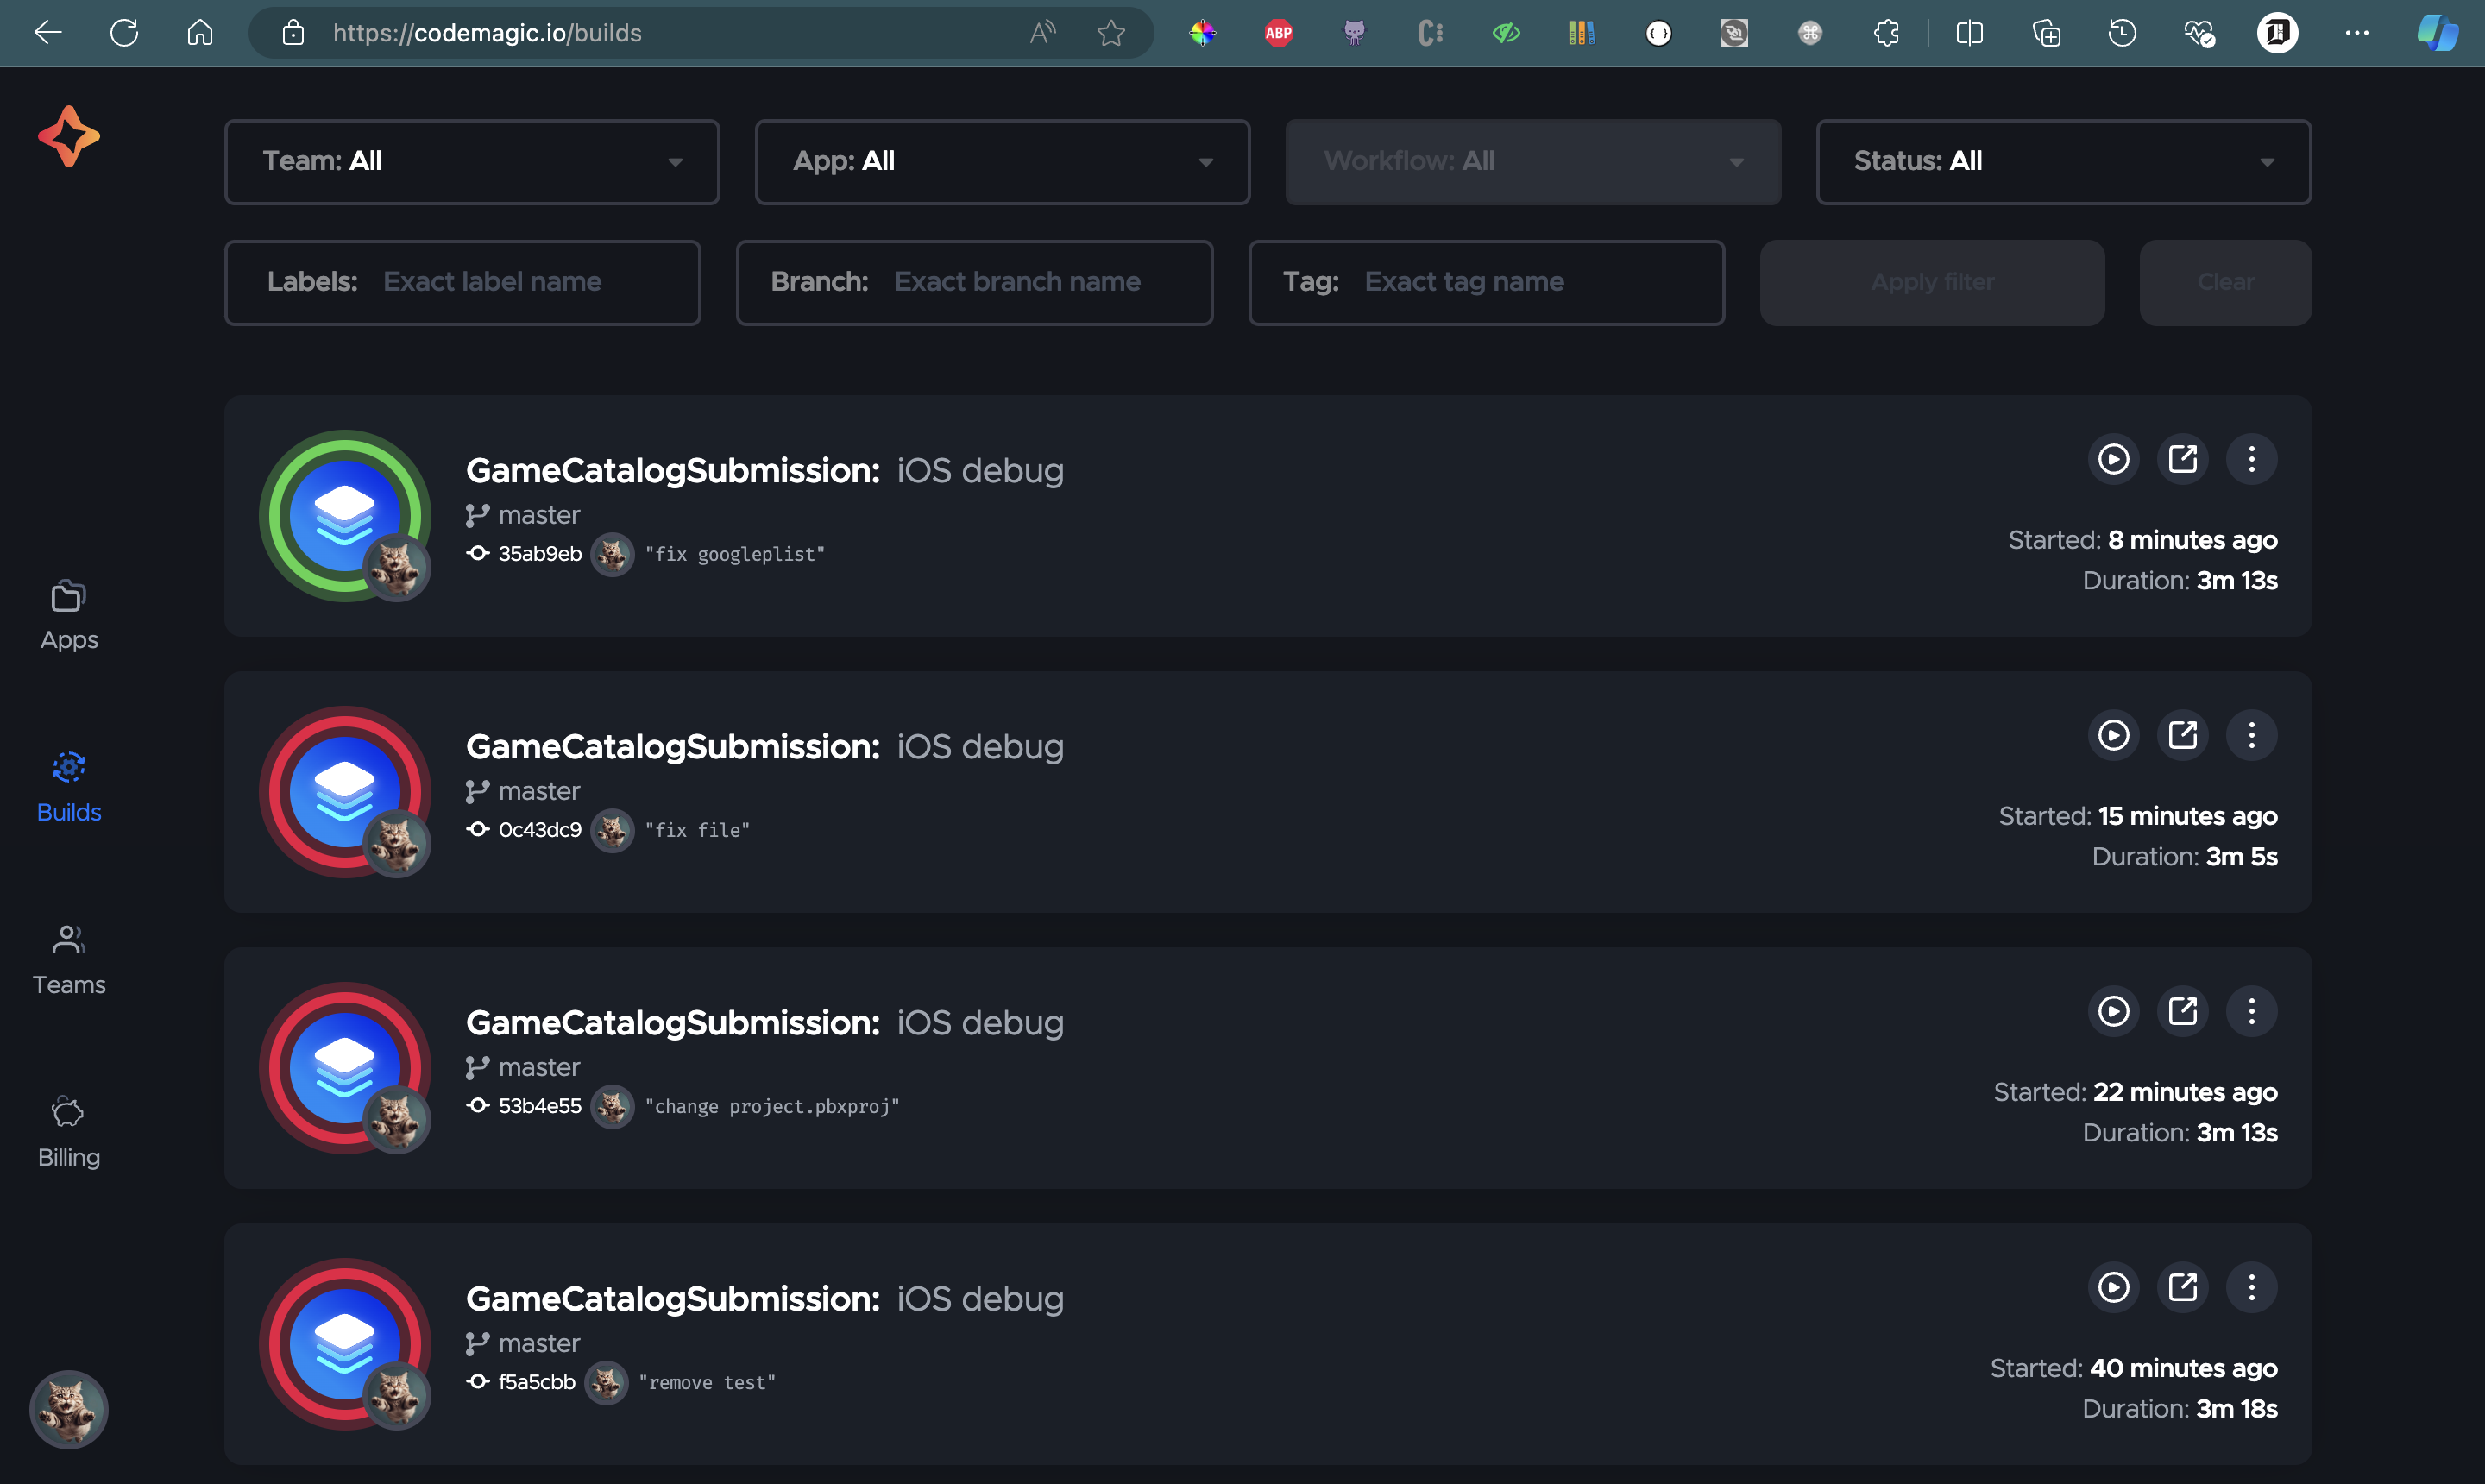 https://codemagic.io/builds
ABP
Team: All
App: All
Workflow: All
Status: All
Labels: Exact label name
Branch: Exact branch name
Tag: Exact tag name
Apply filter
Clear
GameCatalogSubmission: iOS debug
master
35ab9eb "fix googleplist"
Started: 8 minutes ago
Duration: 3m 13s
GameCatalogSubmission: iOS debug
master
0c43dc9 "fix file"
Started: 15 minutes ago
Duration: 3m 5s
GameCatalogSubmission: iOS debug
master
53b4e55 "change project.pbxproj"
Started: 22 minutes ago
Duration: 3m 13s
GameCatalogSubmission: iOS debug
master
f5a5cbb "remove test"
Started: 40 minutes ago
Duration: 3m 18s
Apps
Builds
Teams
Billing